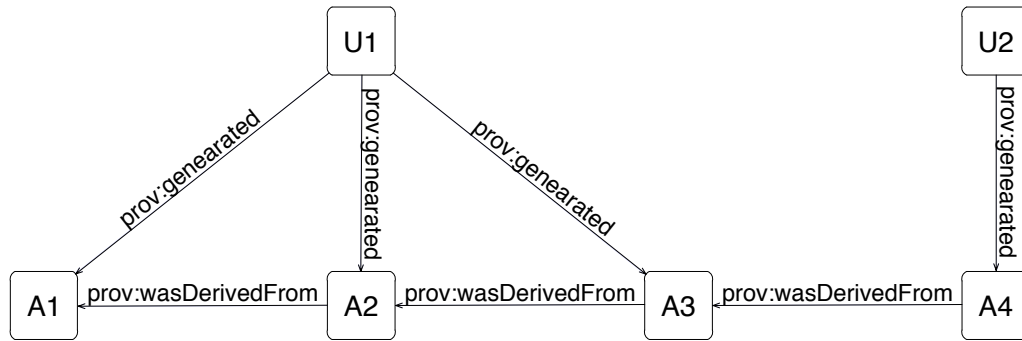 U1
U2
prov:genearated
prov:genearated
prov:genearated
prov:genearated
A1
prov:wasDerivedFrom
A2
prov:wasDerivedFrom
A3
prov:wasDerivedFrom
A4